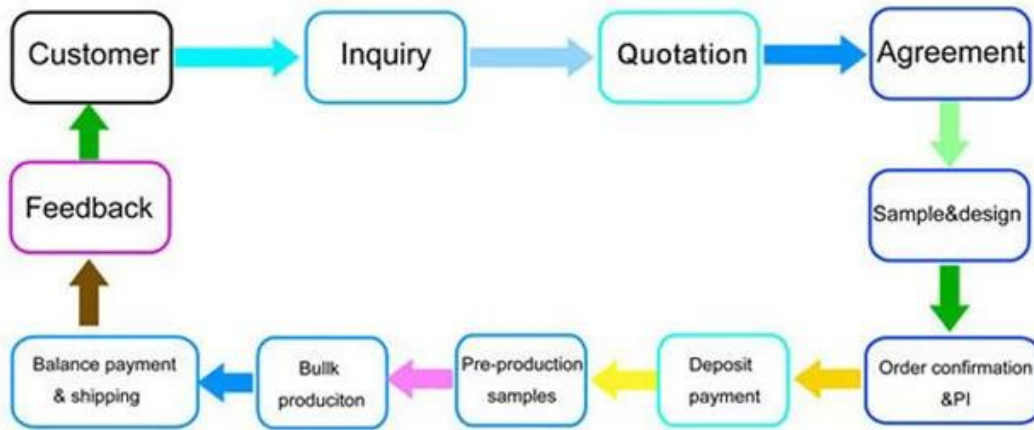 Customer
Inquiry
Quotation
Agreement
Sample&design
Order confirmation
&PI
Deposit
payment
Pre-production
samples
Bullk
produciton
Balance payment
& shipping
Feedback